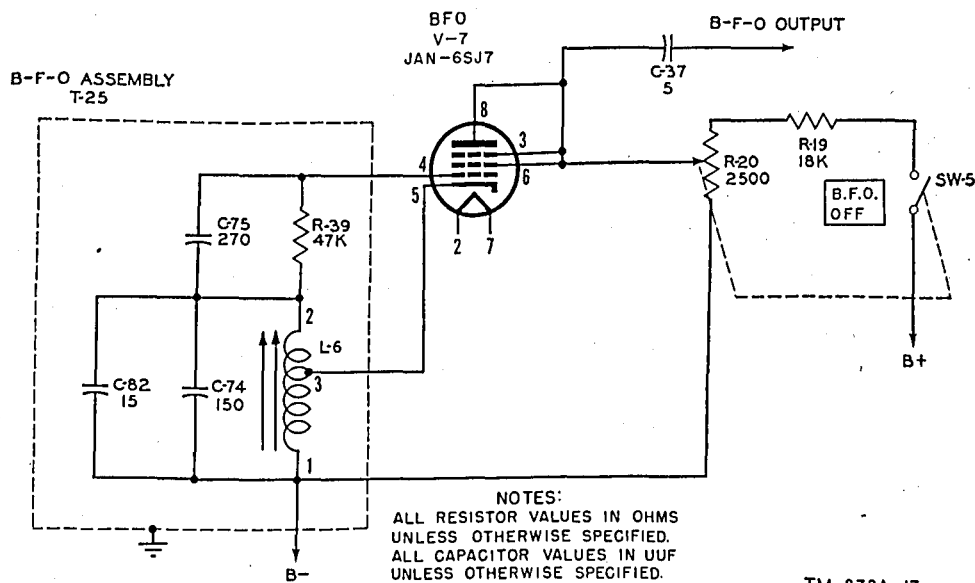 BFO
V-7
JAN-6SJ7
B-F-O OUTPUT
C-37
5
B-F-O ASSEMBLY
T-25
8
3
4
6
5
2
7
R-19
18K
R-20
2500
SW-5
B.F.O.
OFF
B+
C-75
270
R-39
47K
2
L-6
3
C-82
15
C-74
150
1
B-
NOTES:
ALL RESISTOR VALUES IN OHMS
UNLESS OTHERWISE SPECIFIED.
ALL CAPACITOR VALUES IN UUF
UNLESS OTHERWISE SPECIFIED.